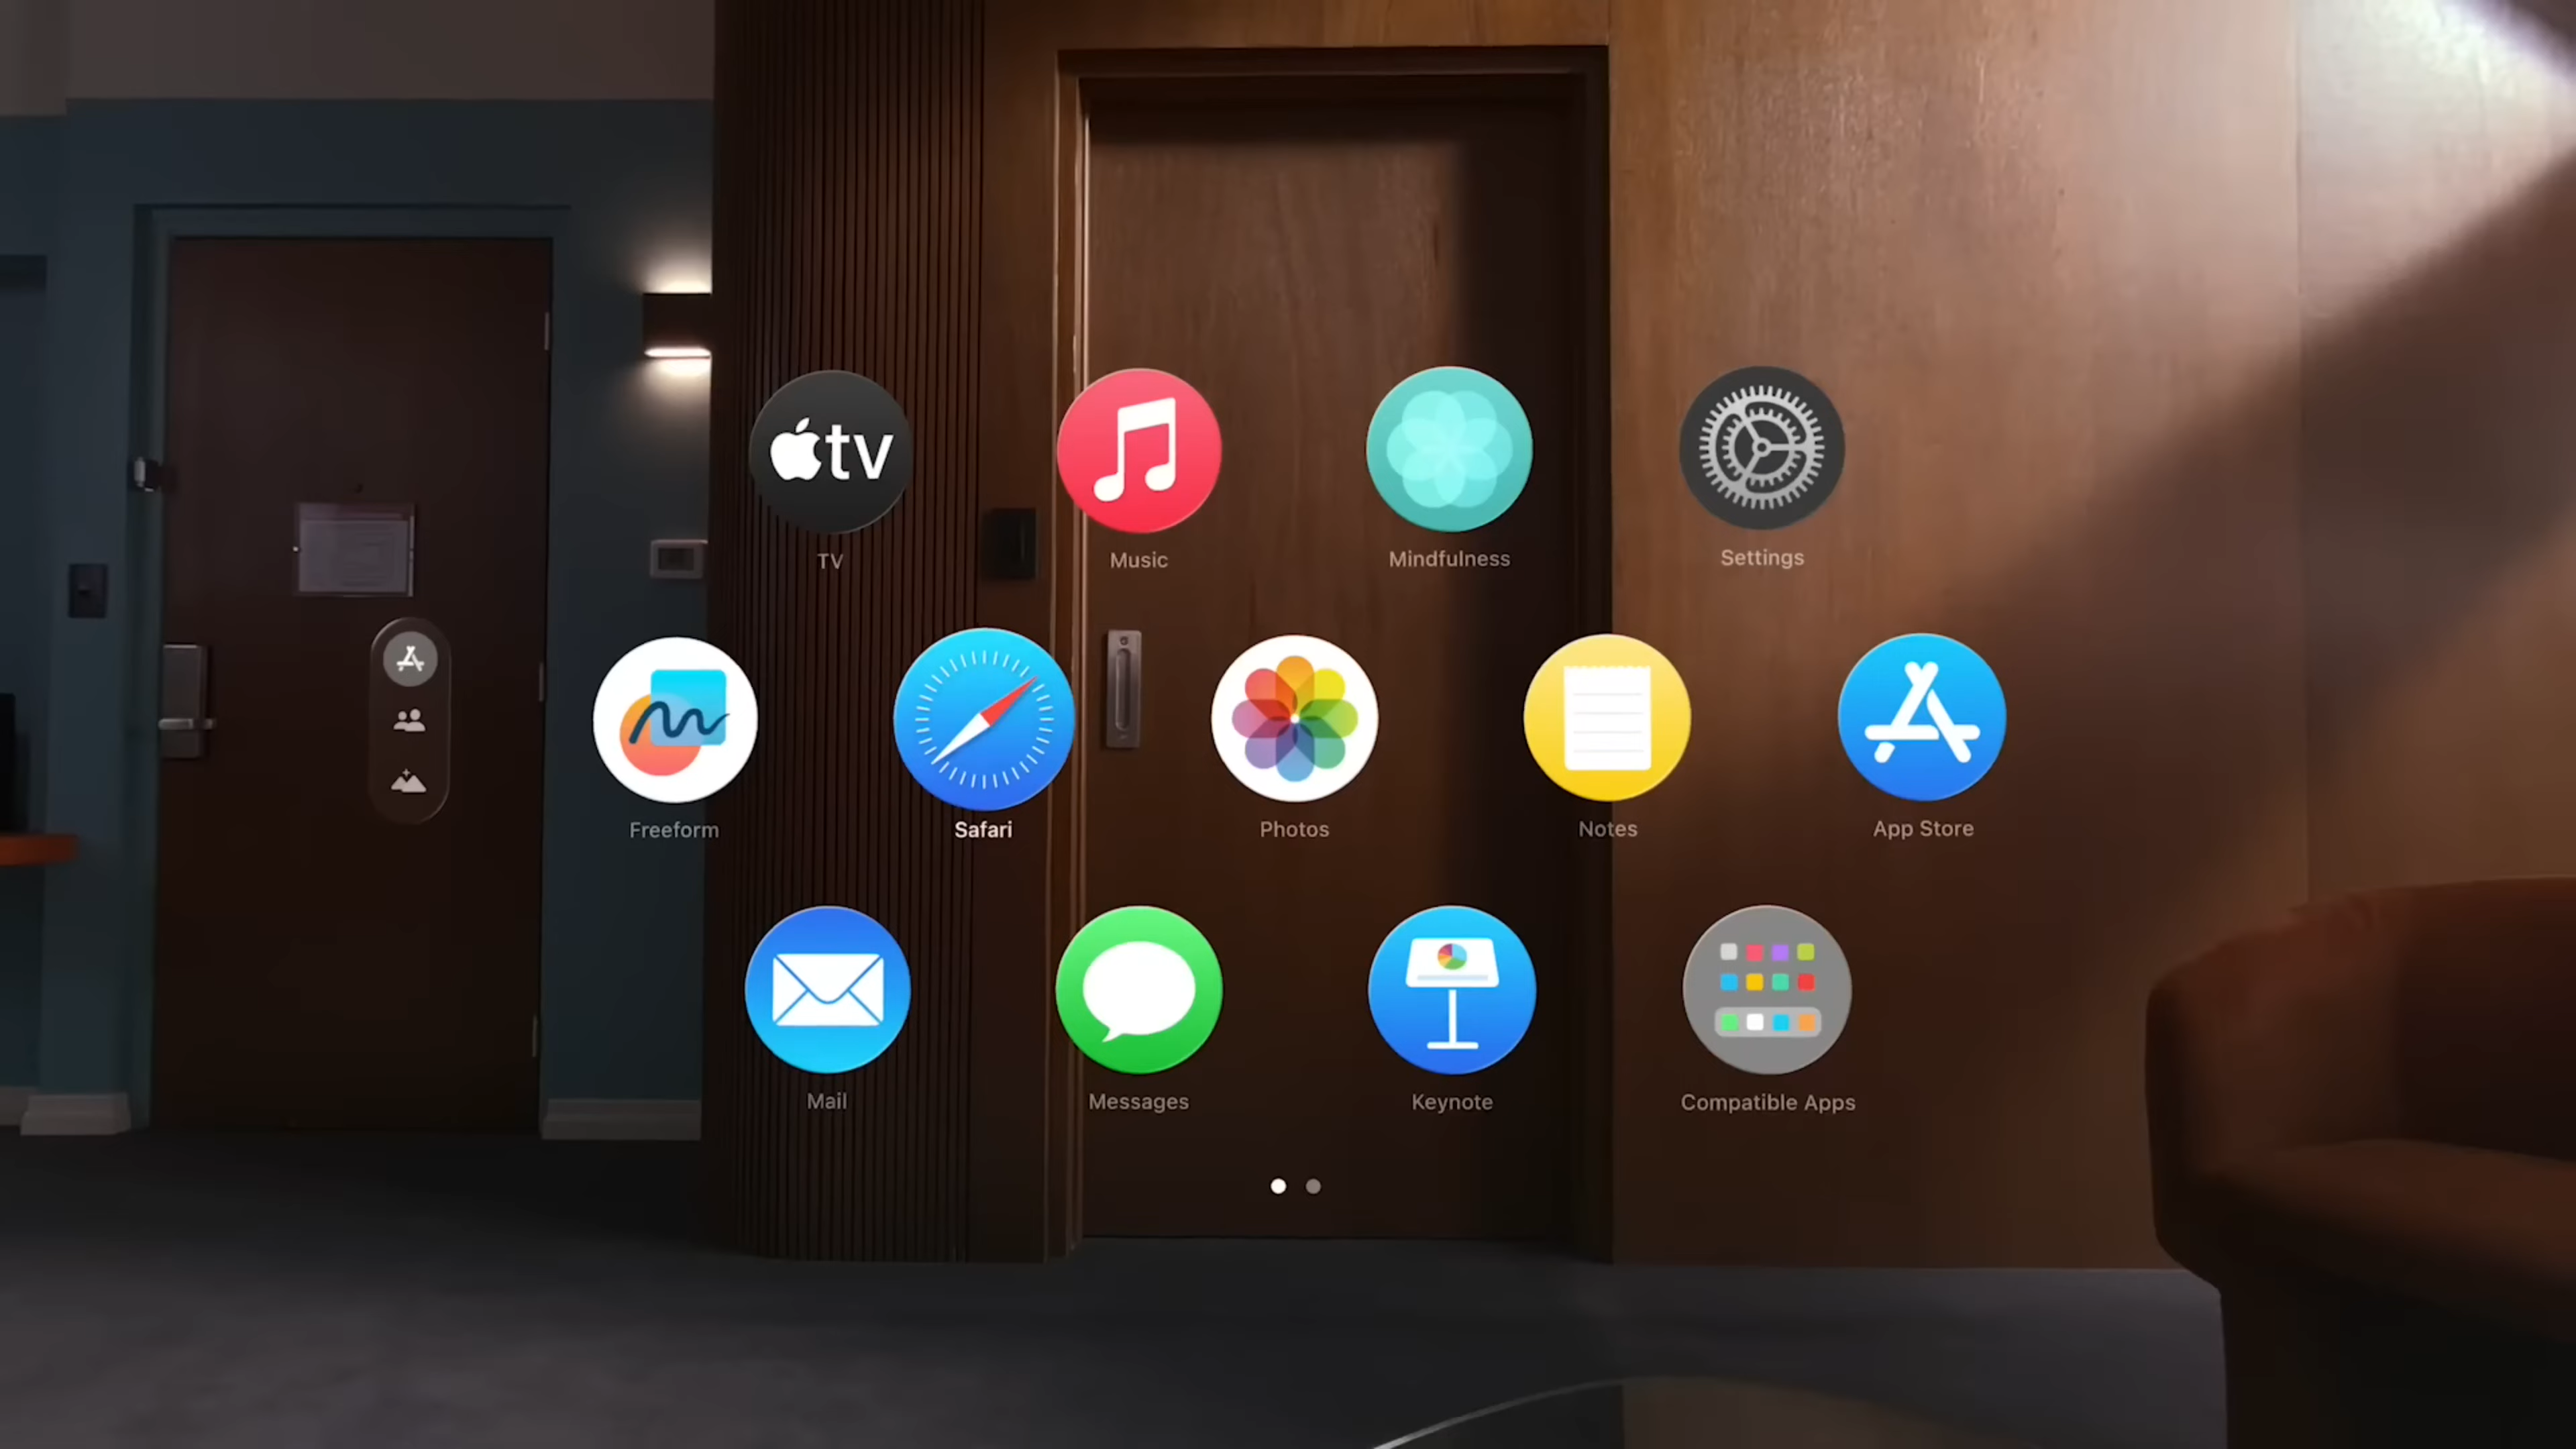 tv
TV
Music
Mindfulness
Settings
Freeform
Safari
Photos
Notes
App Store
Mail
Messages
Keynote
Compatible Apps